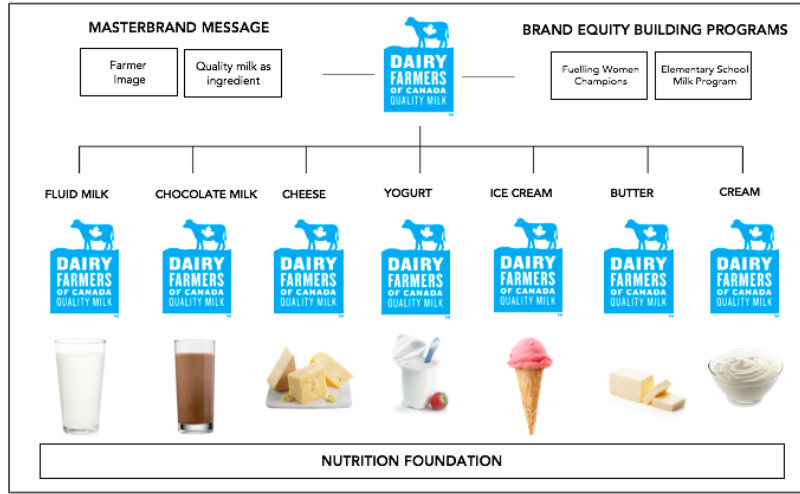 MASTERBRAND MESSAGE
Farmer
Image
Quality milk as
ingredient
DAIRY
FARMERS
OF CANADA
QUALITY MILK
BRAND EQUITY BUILDING PROGRAMS
Fuelling Women
Champions
Elementary School
Milk Program
FLUID MILK
CHOCOLATE MILK
CHEESE
YOGURT
ICE CREAM
BUTTER
CREAM
DAIRY
FARMERS
OF CANADA
QUALITY MILK
DAIRY
FARMERS
OF CANADA
QUALITY MILK
DAIRY
FARMERS
OF CANADA
QUALITY MILK
DAIRY
FARMERS
OF CANADA
QUALITY MILK
DAIRY
FARMERS
OF CANADA
QUALITY MILK
DAIRY
FARMERS
OF CANADA
QUALITY MILK
DAIRY
FARMERS
OF CANADA
QUALITY MILK
NUTRITION FOUNDATION